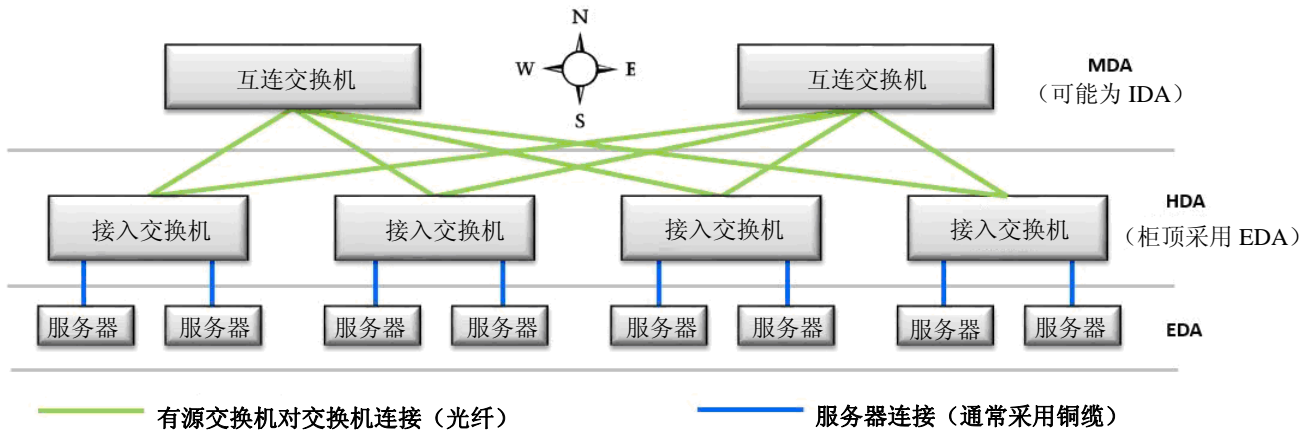 N
W
E
S
互连交换机
互连交换机
MDA
（可能为 IDA）
接入交换机
接入交换机
接入交换机
接入交换机
HDA
（柜顶采用 EDA）
服务器
服务器
服务器
服务器
服务器
服务器
服务器
服务器
EDA
有源交换机对交换机连接（光纤）
服务器连接（通常采用铜缆）